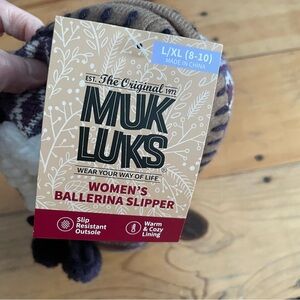 L/XL (8-10)
MADE IN CHINA
EST. The Original 1972
MUK
LUKS®
WEAR YOUR WAY OF LIFE
WOMEN'S
BALLERINA SLIPPER
Slip
Resistant
Outsole
Warm
& Cozy
Lining